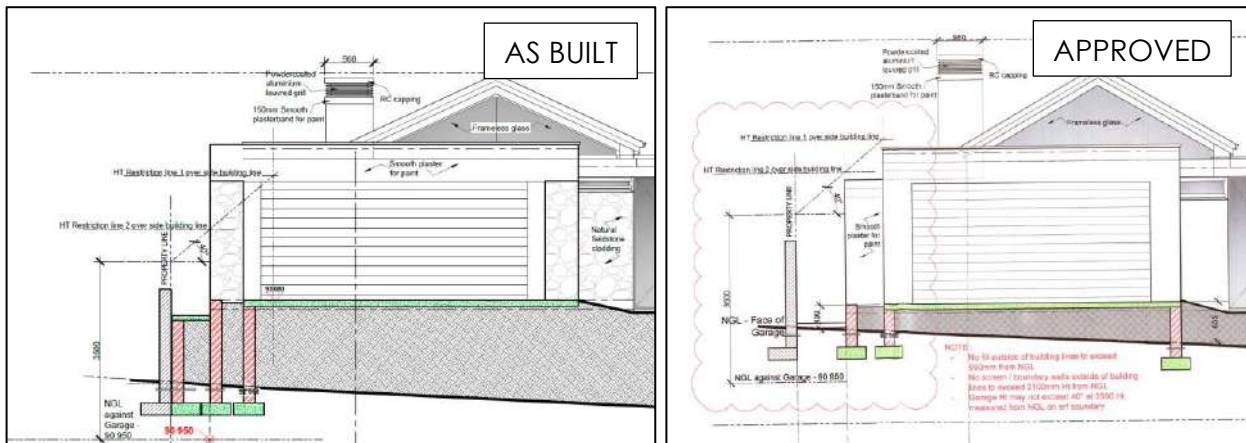 AS BUILT
960
Powdercoated
aluminium
louvred grill
RC capping
150mm Smooth
plasterband for paint
Frameless glass
HT Restriction line 1 over side building line
Smooth plaster
for paint
HT Restriction line 2 over side building line
PROPERTY LINE
Natural
fieldstone
cladding
3500
NGL
against
Garage -
90 950
90 950
APPROVED
960
Powdercoated
aluminium
louvred grill
RC capping
150mm Smooth
plasterband for paint
Frameless glass
HT Restriction line 1 over side building line
HT Restriction line 2 over side building line
PROPERTY LINE
Smooth
plaster for
paint
3500
NGL - Face of
Garage
NGL against Garage - 90 950
NOTE:
- No fill outside of building lines to exceed
from NGL
- No screen / boundary walls outside of building
lines to exceed 2100mm Ht from NGL
- Garage Ht may not exceed 40° at 3500 Ht
measured from NGL on erf boundary